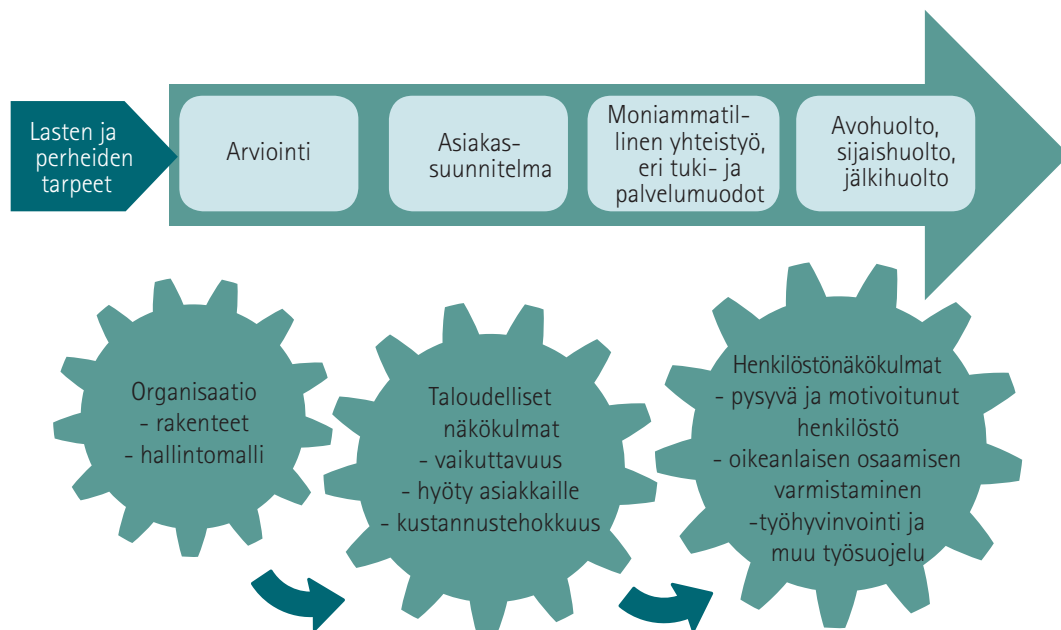 Lasten ja
perheiden
tarpeet
Arviointi
Asiakas-
suunnitelma
Moniammatil-
linen yhteistyö,
eri tuki- ja
palvelumuodot
Avohuolto,
sijaishuolto,
jälkihuolto
Organisaatio
- rakenteet
- hallintomalli
Taloudelliset
näkökulmat
- vaikuttavuus
- hyöty asiakkaille
- kustannustehokkuus
Henkilöstönäkökulmat
- pysyvä ja motivoitunut
henkilöstö
- oikeanlaisen osaamisen
varmistaminen
-työhyvinvointi ja
muu työsuojelu